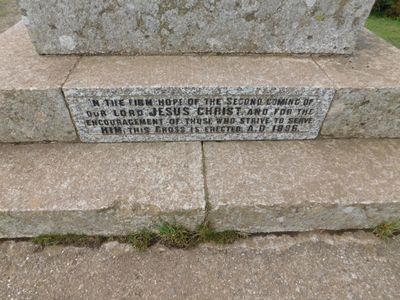 IN THE FIRM HOPE OF THE SECOND COMING OF
OUR LORD JESUS CHRIST, AND FOR THE
ENCOURAGEMENT OF THOSE WHO STRIVE TO SERVE
HIM, THIS CROSS IS ERECTED. A.D. 1896.